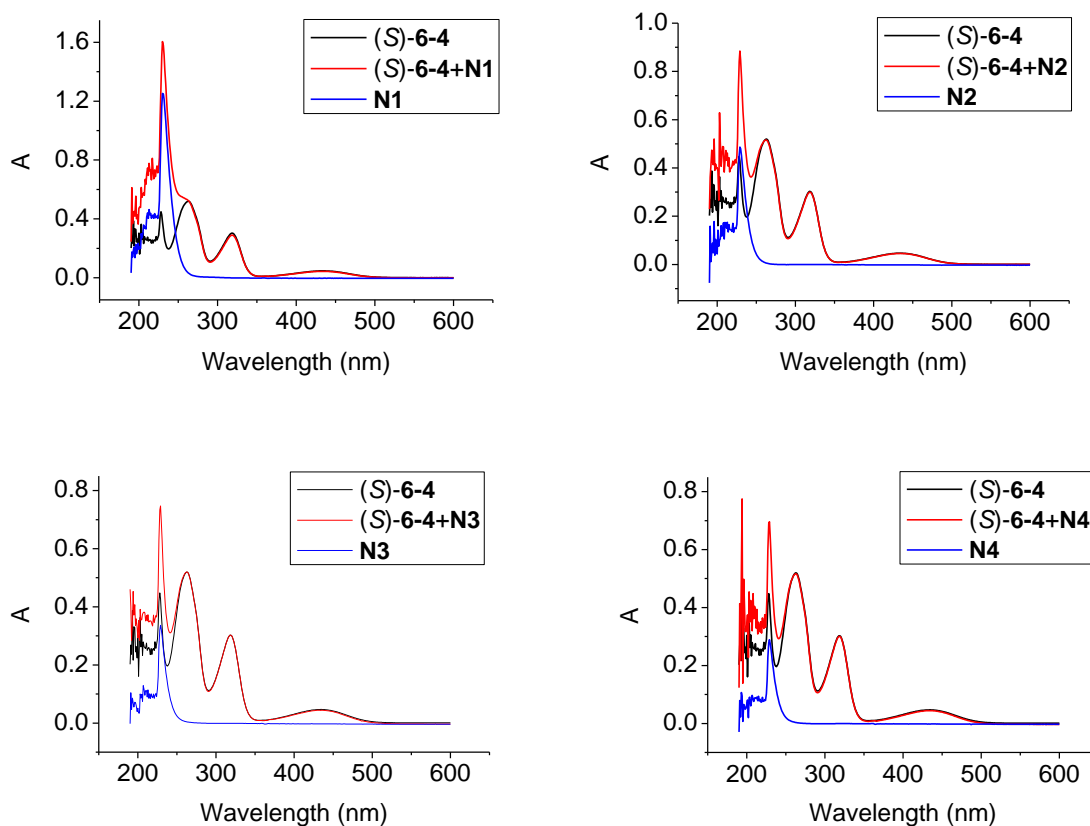 (S)-6-4
(S)-6-4+N1
N1
1.6
1.2
0.8
0.4
0.0
A
200 300 400 500 600
Wavelength (nm)
(S)-6-4
(S)-6-4+N2
N2
1.0
0.8
0.6
0.4
0.2
0.0
A
200 300 400 500 600
Wavelength (nm)
(S)-6-4
(S)-6-4+N3
N3
0.8
0.6
0.4
0.2
0.0
A
200 300 400 500 600
Wavelength (nm)
(S)-6-4
(S)-6-4+N4
N4
0.8
0.6
0.4
0.2
0.0
A
200 300 400 500 600
Wavelength (nm)